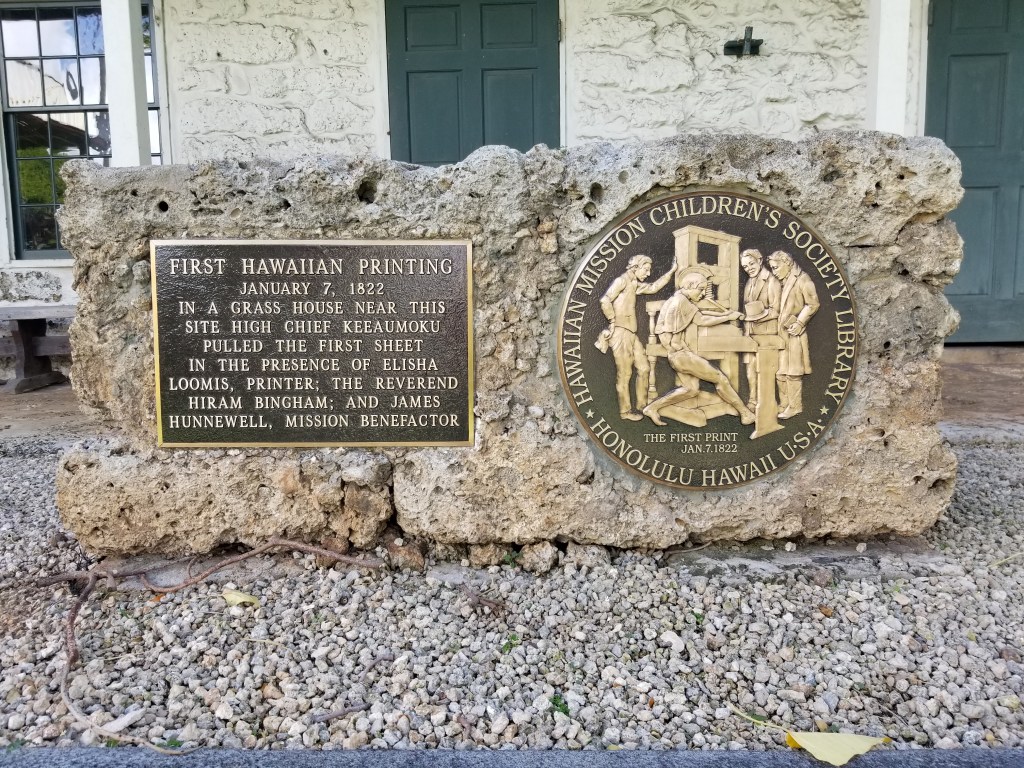 FIRST HAWAIIAN PRINTING
JANUARY 7, 1822
IN A GRASS HOUSE NEAR THIS
SITE HIGH CHIEF KEEAUMOKU
PULLED THE FIRST SHEET
IN THE PRESENCE OF ELISHA
LOOMIS, PRINTER; THE REVEREND
HIRAM BINGHAM; AND JAMES
HUNNEWELL, MISSION BENEFACTOR
HAWAIIAN MISSION CHILDREN'S SOCIETY LIBRARY
THE FIRST PRINT
JAN.7.1822
★ HONOLULU HAWAII U·S·A· ★